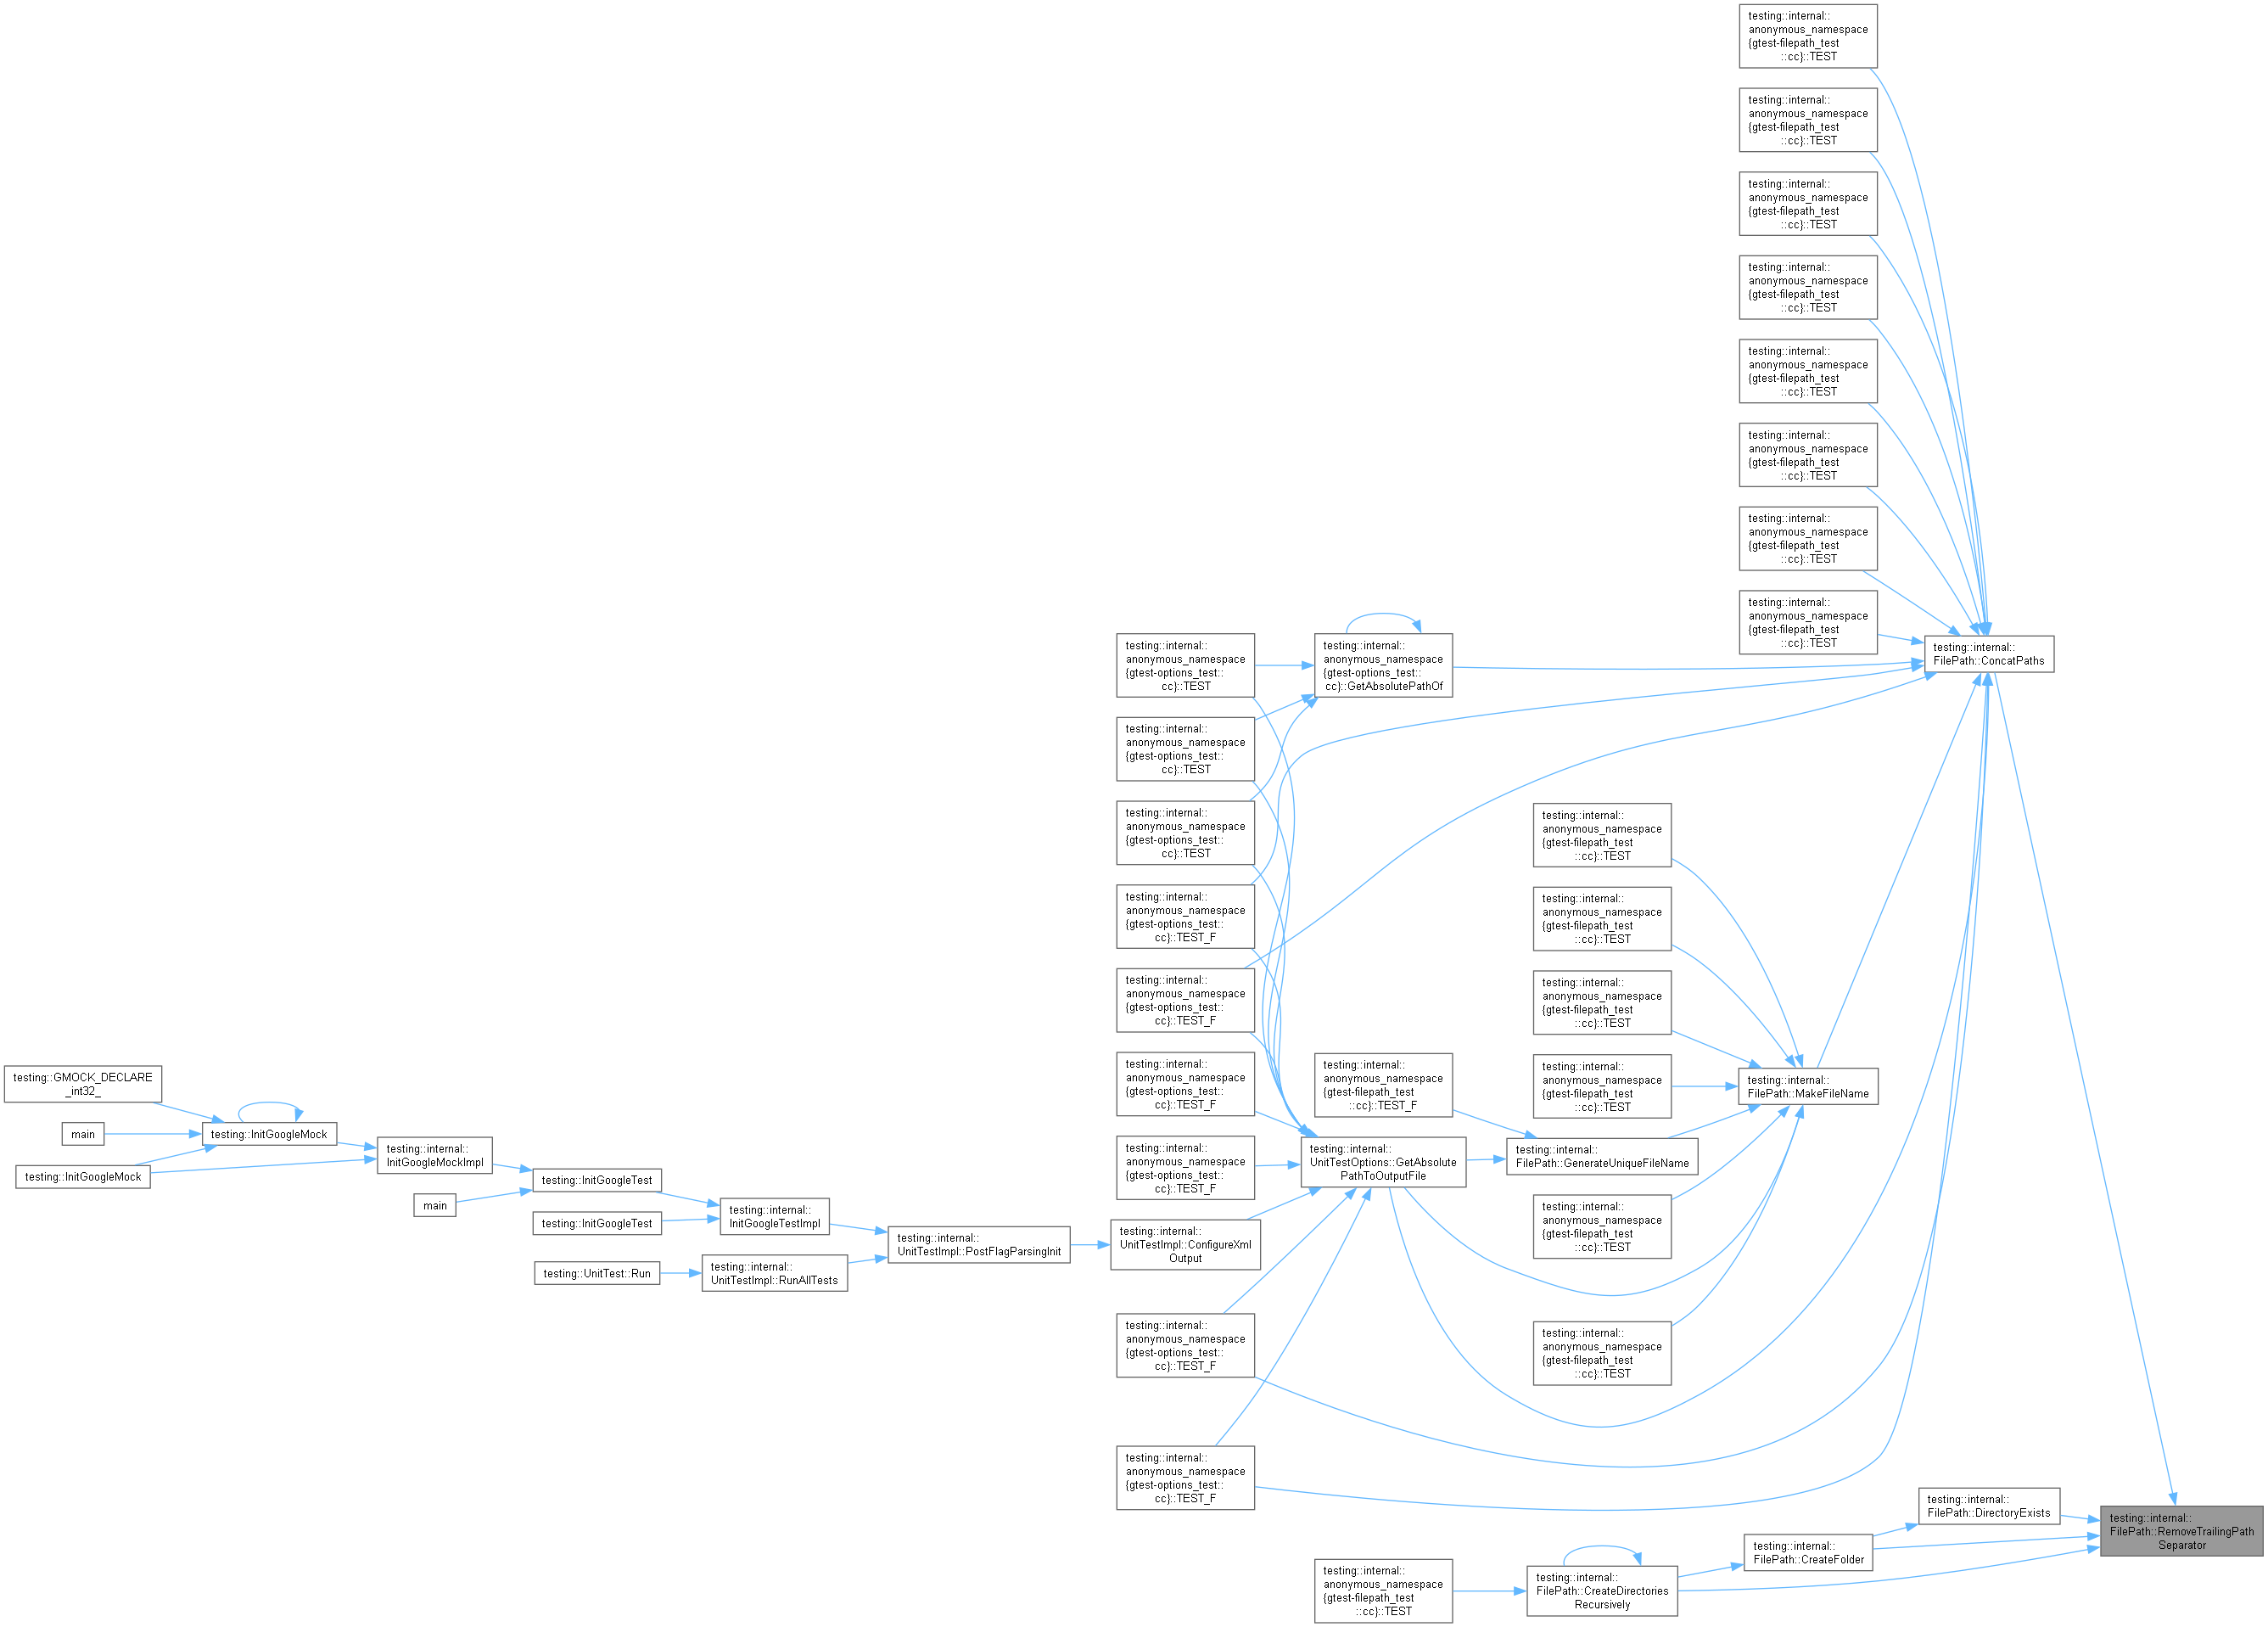 testing::internal::
anonymous_namespace
{gtest-filepath_test
::cc}::TEST
testing::internal::
anonymous_namespace
{gtest-filepath_test
::cc}::TEST
testing::internal::
anonymous_namespace
{gtest-filepath_test
::cc}::TEST
testing::internal::
anonymous_namespace
{gtest-filepath_test
::cc}::TEST
testing::internal::
anonymous_namespace
{gtest-filepath_test
::cc}::TEST
testing::internal::
anonymous_namespace
{gtest-filepath_test
::cc}::TEST
testing::internal::
anonymous_namespace
{gtest-filepath_test
::cc}::TEST
testing::internal::
anonymous_namespace
{gtest-filepath_test
::cc}::TEST
testing::internal::
FilePath::ConcatPaths
testing::internal::
anonymous_namespace
{gtest-options_test::
cc}::GetAbsolutePathOf
testing::internal::
anonymous_namespace
{gtest-options_test::
cc}::TEST
testing::internal::
anonymous_namespace
{gtest-options_test::
cc}::TEST
testing::internal::
anonymous_namespace
{gtest-options_test::
cc}::TEST
testing::internal::
anonymous_namespace
{gtest-options_test::
cc}::TEST_F
testing::internal::
anonymous_namespace
{gtest-options_test::
cc}::TEST_F
testing::internal::
anonymous_namespace
{gtest-options_test::
cc}::TEST_F
testing::internal::
anonymous_namespace
{gtest-options_test::
cc}::TEST_F
testing::internal::
anonymous_namespace
{gtest-filepath_test
::cc}::TEST
testing::internal::
anonymous_namespace
{gtest-filepath_test
::cc}::TEST
testing::internal::
anonymous_namespace
{gtest-filepath_test
::cc}::TEST
testing::internal::
anonymous_namespace
{gtest-filepath_test
::cc}::TEST
testing::internal::
FilePath::MakeFileName
testing::internal::
anonymous_namespace
{gtest-filepath_test
::cc}::TEST_F
testing::internal::
FilePath::GenerateUniqueFileName
testing::internal::
UnitTestOptions::GetAbsolute
PathToOutputFile
testing::GMOCK_DECLARE
_int32_
main
testing::InitGoogleMock
testing::InitGoogleMock
testing::internal::
InitGoogleMockImpl
testing::InitGoogleTest
main
testing::InitGoogleTest
testing::internal::
InitGoogleTestImpl
testing::UnitTest::Run
testing::internal::
UnitTestImpl::RunAllTests
testing::internal::
UnitTestImpl::PostFlagParsingInit
testing::internal::
UnitTestImpl::ConfigureXml
Output
testing::internal::
anonymous_namespace
{gtest-filepath_test
::cc}::TEST
testing::internal::
anonymous_namespace
{gtest-filepath_test
::cc}::TEST
testing::internal::
anonymous_namespace
{gtest-options_test::
cc}::TEST_F
testing::internal::
anonymous_namespace
{gtest-options_test::
cc}::TEST_F
testing::internal::
FilePath::DirectoryExists
testing::internal::
FilePath::RemoveTrailingPath
Separator
testing::internal::
FilePath::CreateFolder
testing::internal::
FilePath::CreateDirectories
Recursively
testing::internal::
anonymous_namespace
{gtest-filepath_test
::cc}::TEST